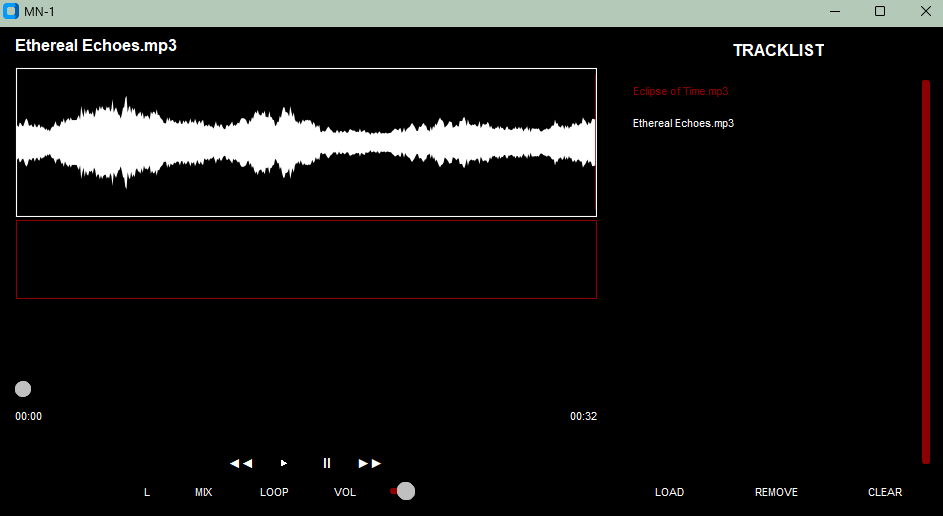 MN-1
Ethereal Echoes.mp3
TRACKLIST
Eclipse of Time.mp3
Ethereal Echoes.mp3
00:00
00:32
L
MIX
LOOP
VOL
LOAD
REMOVE
CLEAR